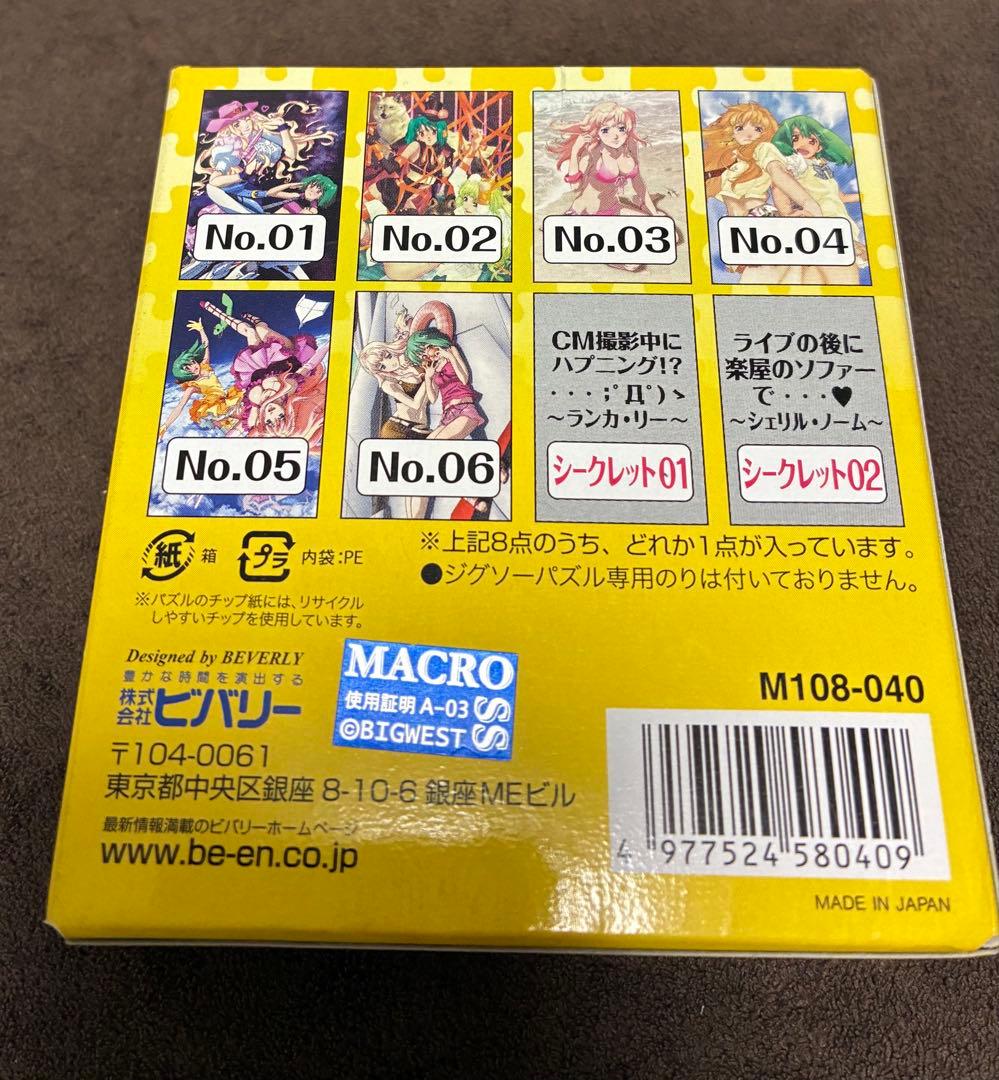 No.01
No.02
No.03
No.04
No.05
No.06
CM撮影中に
ハプニング!?
・・・;ﾟДﾟ)ゝ
～ランカ・リー～
シークレット01
ライブの後に
楽屋のソファー
で・・・♥
～シェリル・ノーム～
シークレット02
紙 箱
プラ 内袋:PE
※パズルのチップ紙には、リサイクル
しやすいチップを使用しています。
※上記8点のうち、どれか1点が入っています。
●ジグソーパズル専用のりは付いておりません。
Designed by BEVERLY
豊かな時間を演出する
株式会社ビバリー
〒104-0061
東京都中央区銀座 8-10-6 銀座MEビル
最新情報満載のビバリーホームページ
www.be-en.co.jp
MACROSS
使用証明 A-03
©BIGWEST
M108-040
4 977524 580409
MADE IN JAPAN